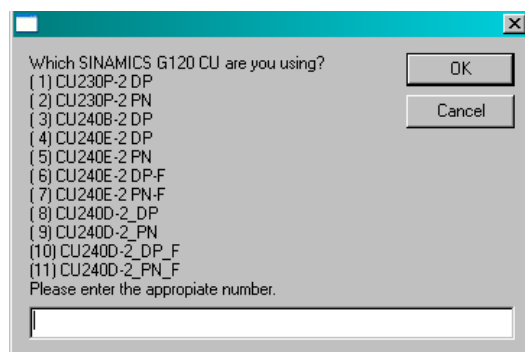 Which SINAMICS G120 CU are you using?
( 1) CU230P-2 DP
( 2) CU230P-2 PN
( 3) CU240B-2 DP
( 4) CU240E-2 DP
( 5) CU240E-2 PN
( 6) CU240E-2 DP-F
( 7) CU240E-2 PN-F
( 8) CU240D-2_DP
( 9) CU240D-2_PN
(10) CU240D-2_DP_F
(11) CU240D-2_PN_F
Please enter the appropiate number.
OK
Cancel